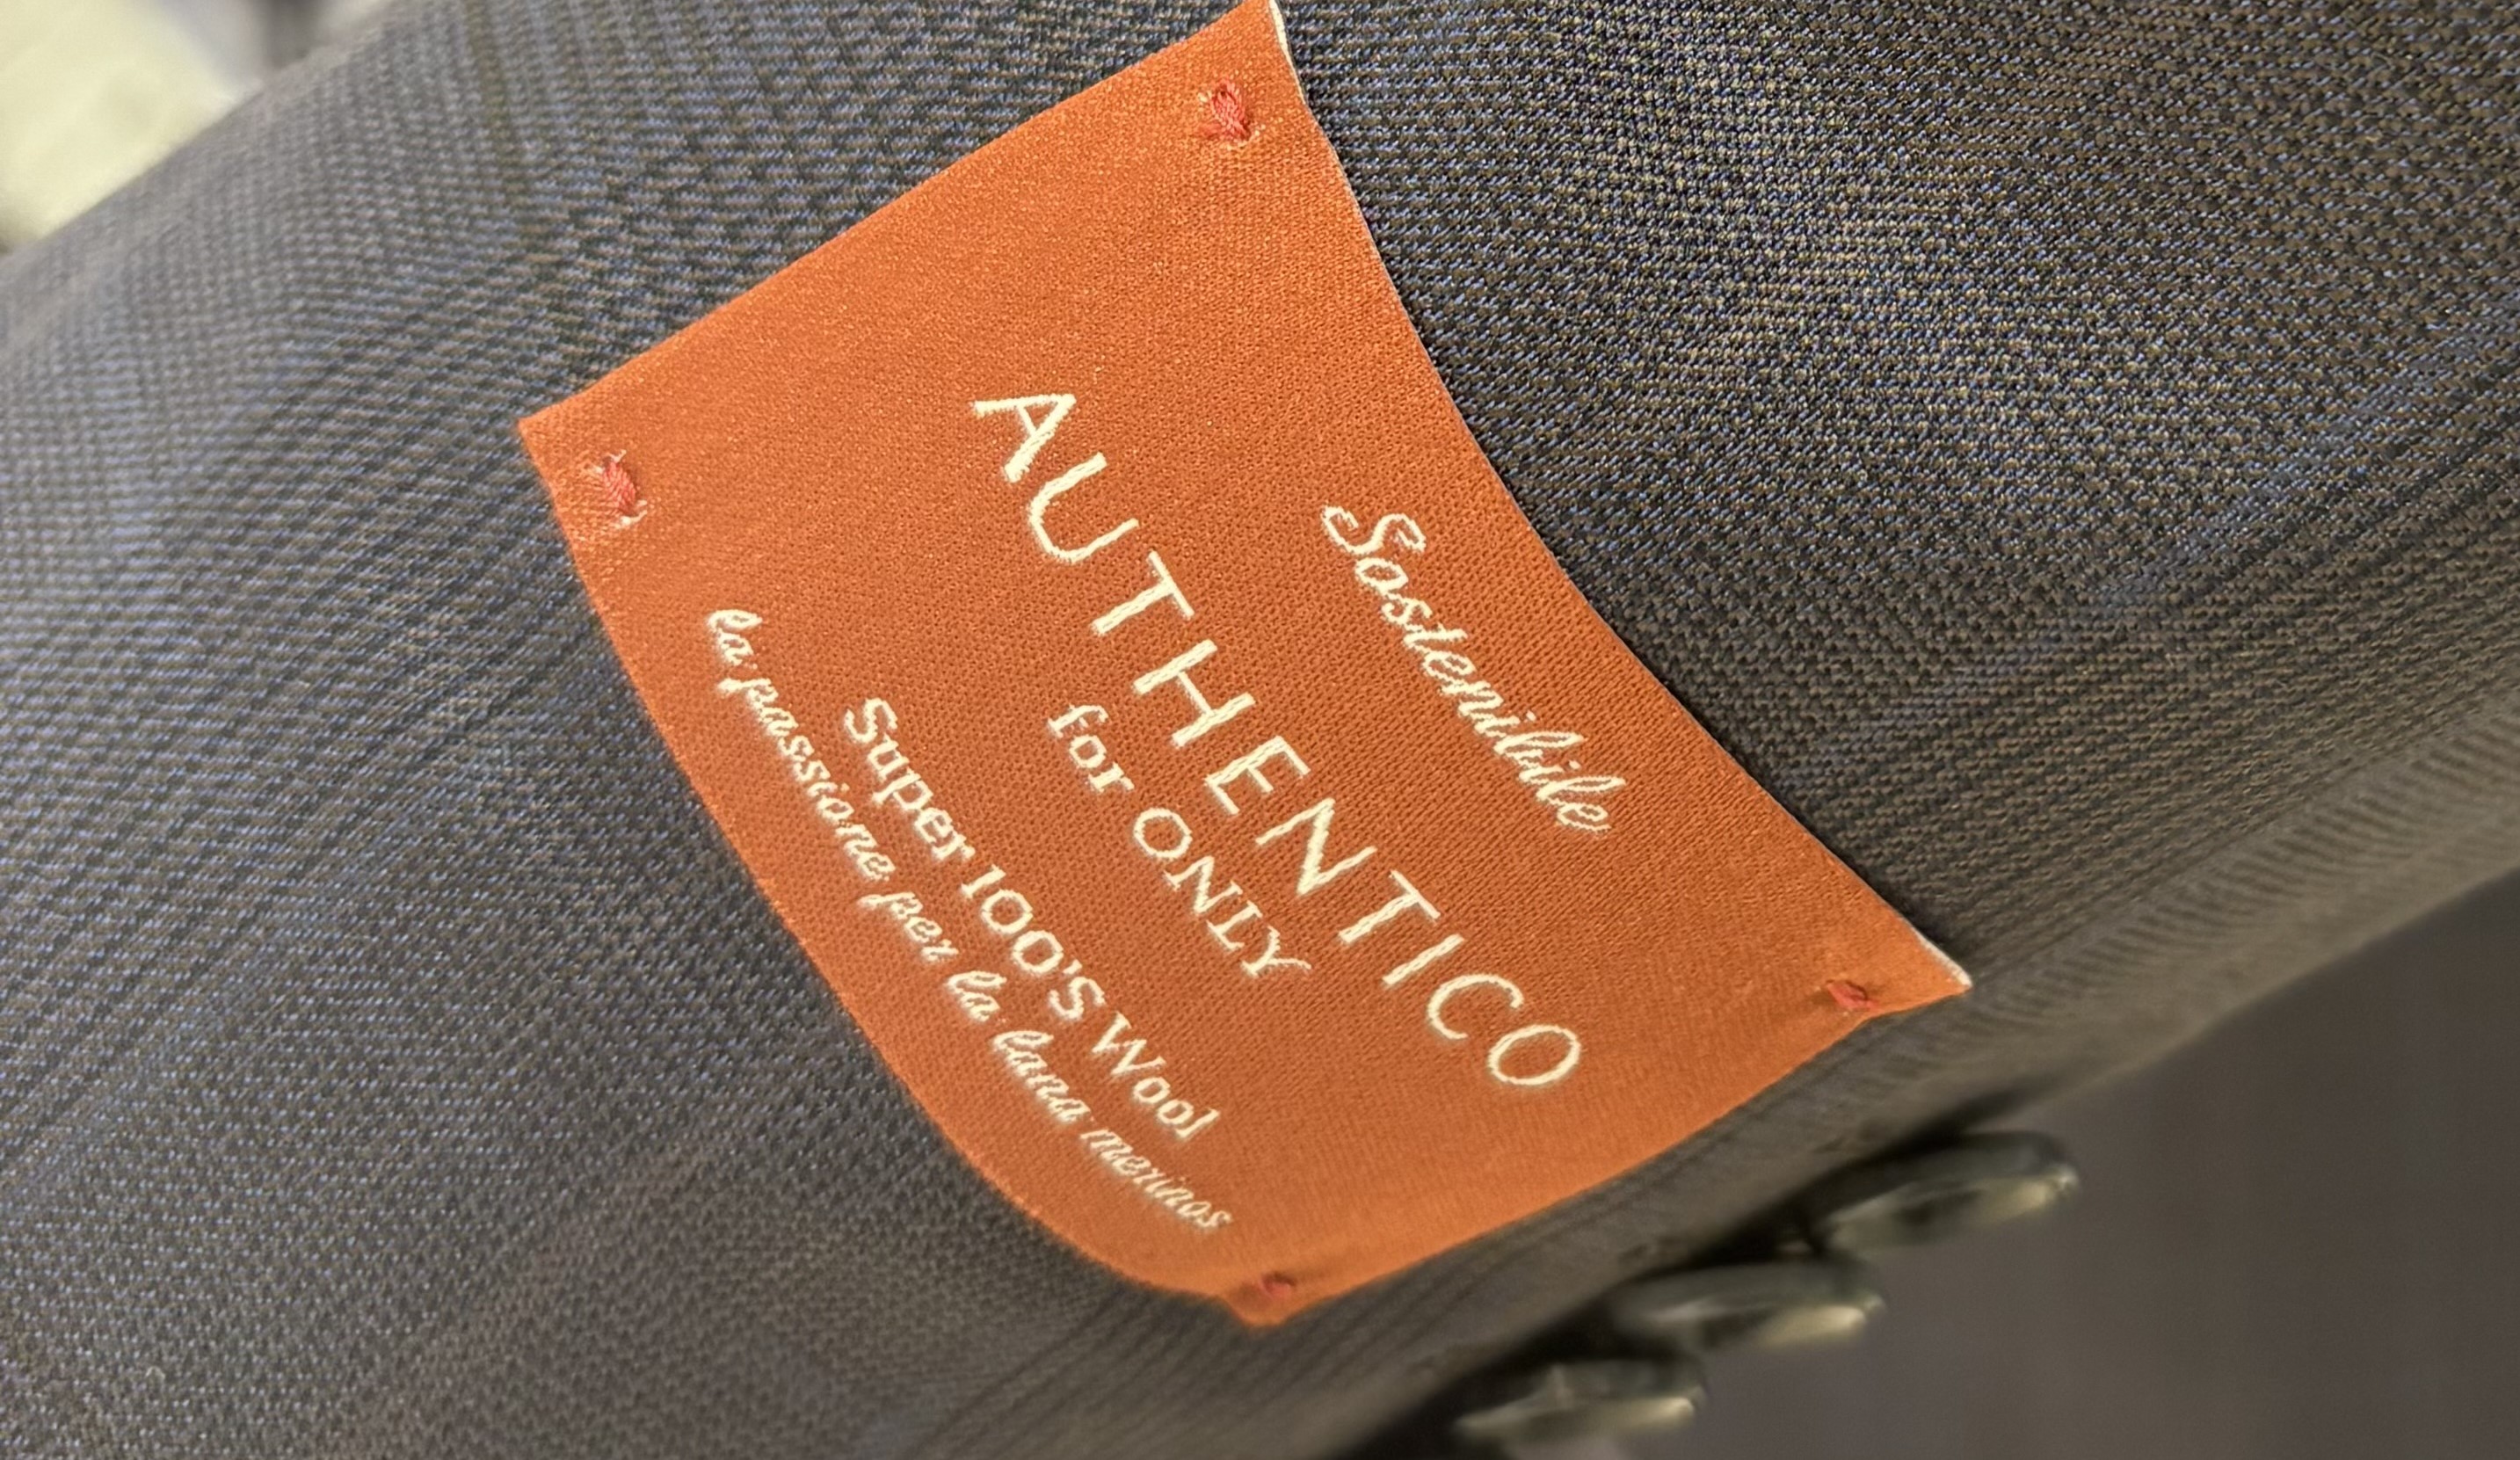 Sostenibile
AUTHENTICO
for ONLY
Super 100'S Wool
la passione per la lana merinos